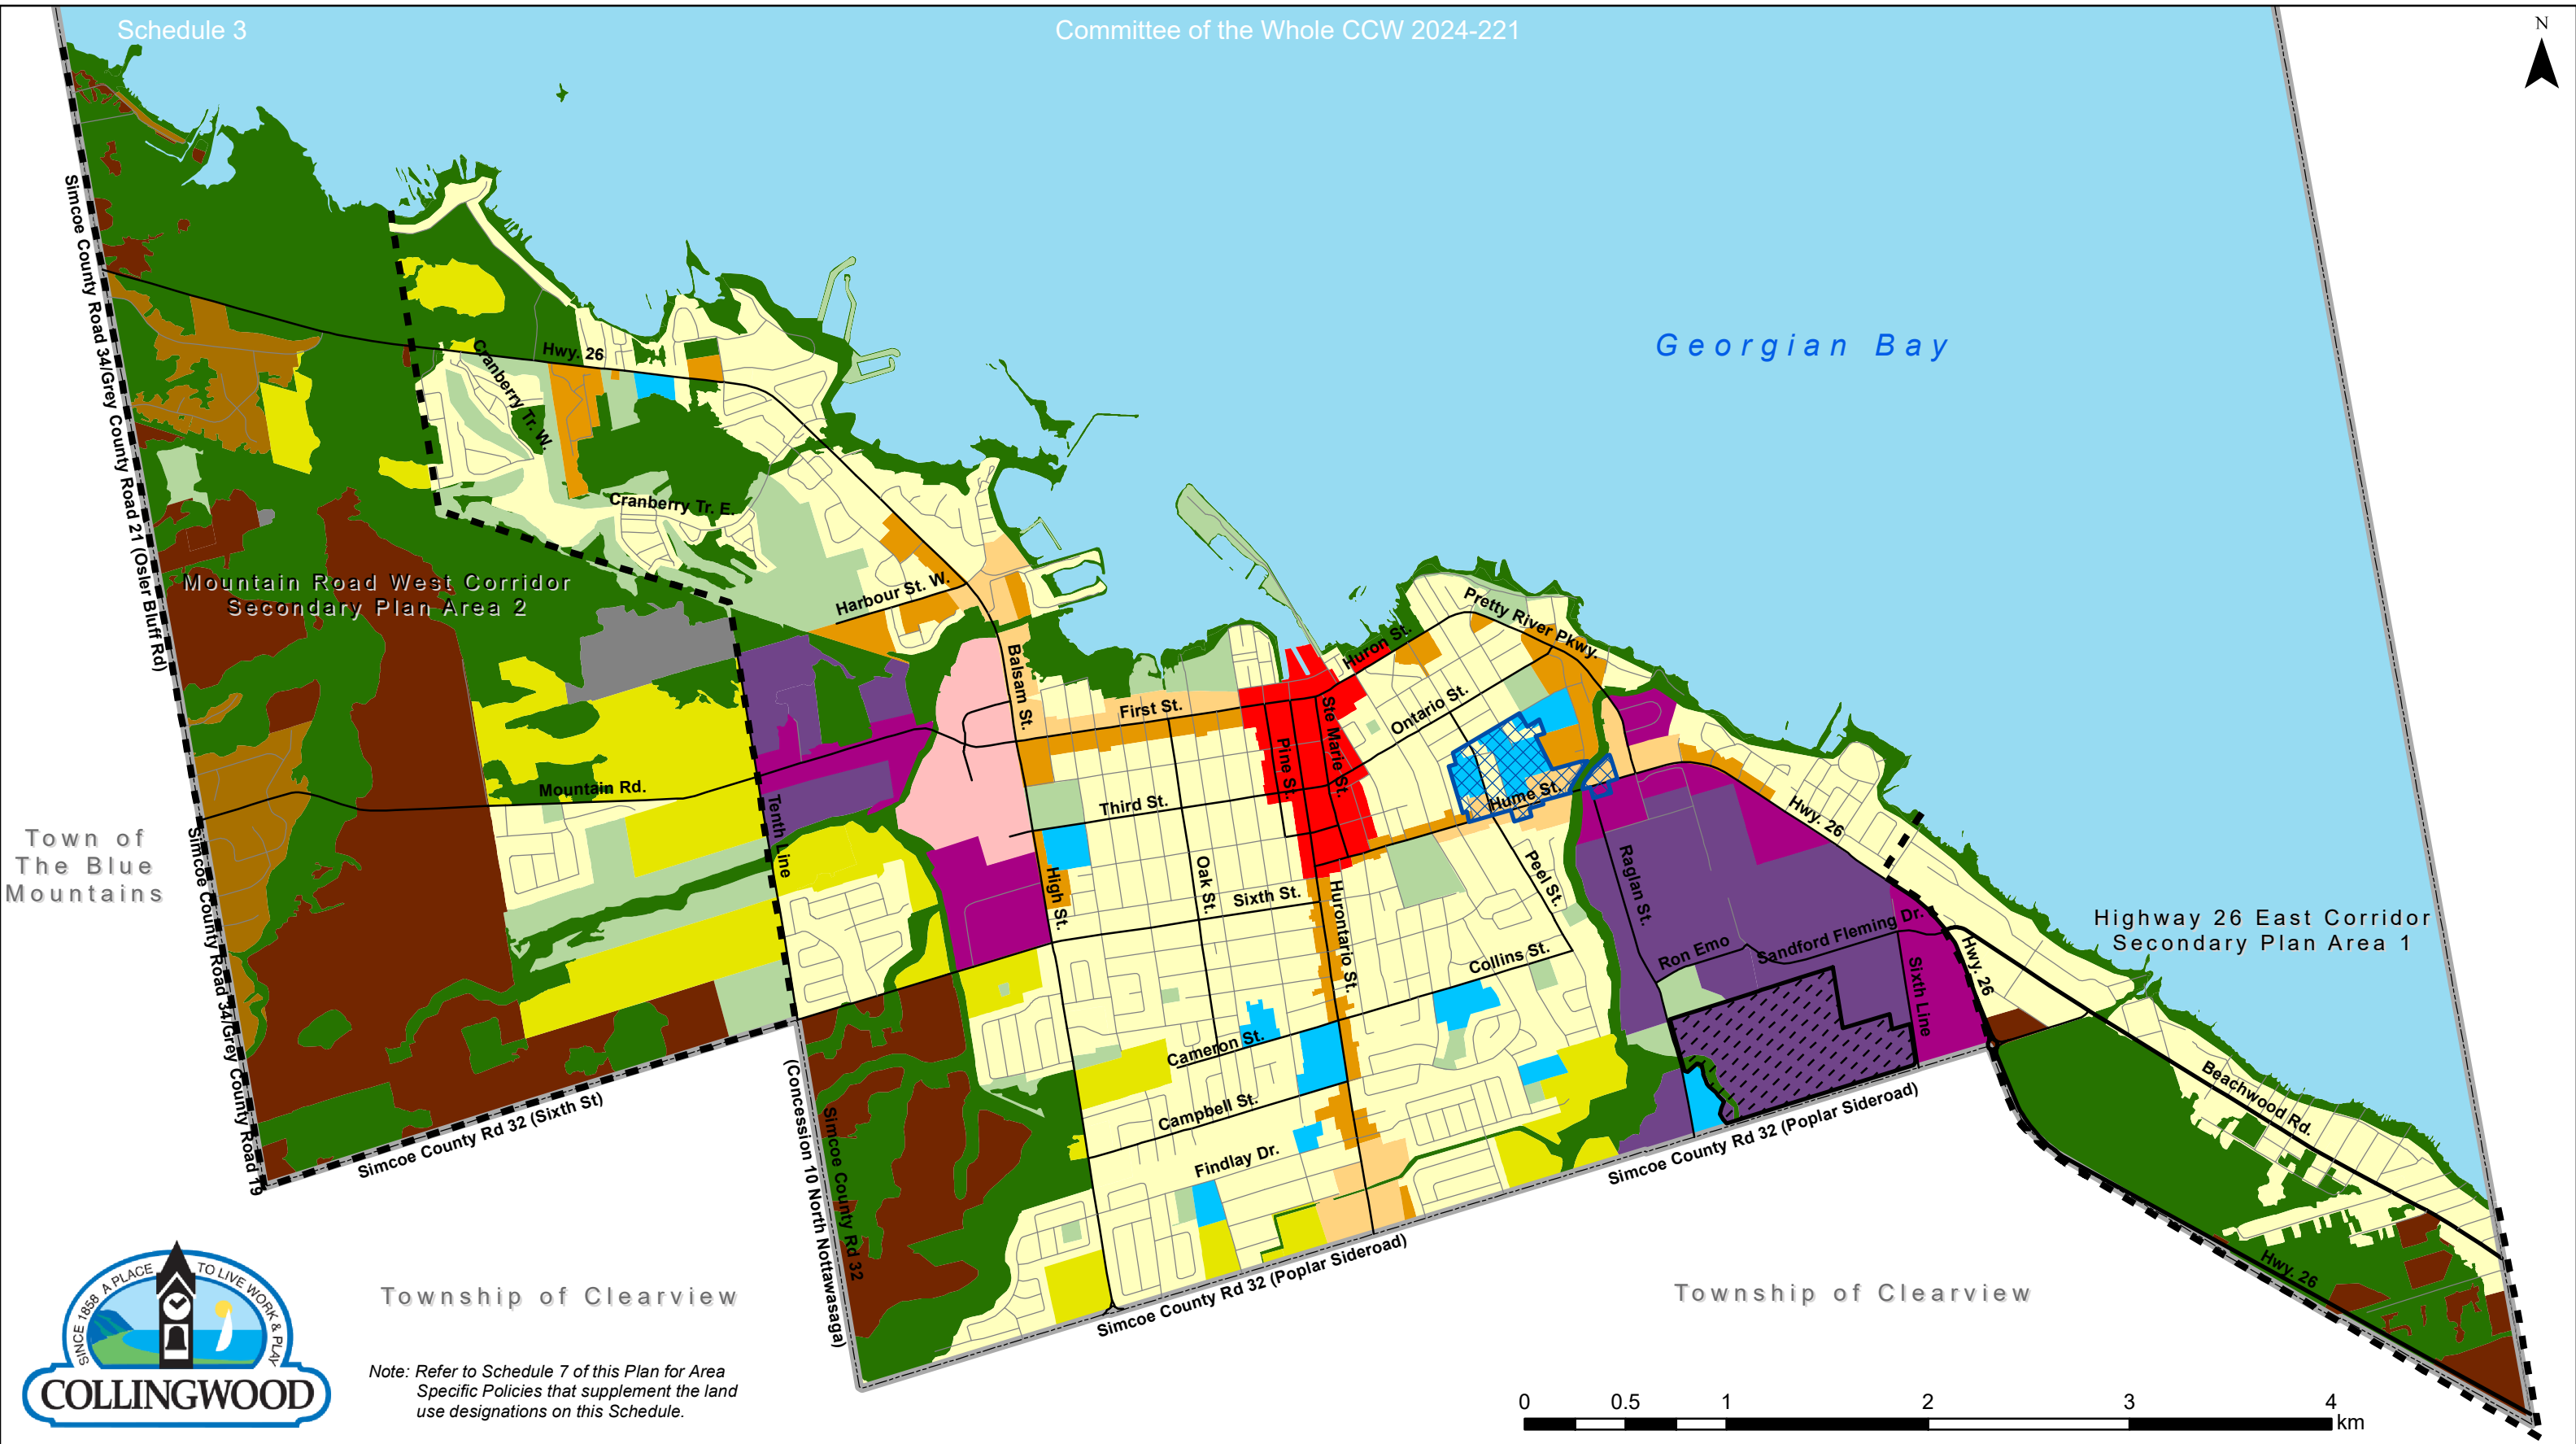 Schedule 3
Committee of the Whole CCW 2024-221
N
Georgian Bay
Simcoe County Road 34/Grey County Road 21 (Osler Bluff Rd)
Hwy. 26
Cranberry Tr. W.
Cranberry Tr. E.
Mountain Road West Corridor
Secondary Plan Area 2
Harbour St. W.
Balsam St.
First St.
Huron St.
Pretty River Pkwy.
Ontario St.
Ste Marie St.
Pine St.
Hume St.
Third St.
Mountain Rd.
Tenth Line
Hwy. 26
Town of
The Blue
Mountains
Simcoe County Road 34/Grey County Road 19
High St.
Oak St.
Sixth St.
Hurontario St.
Peel St.
Raglan St.
Collins St.
Ron Emo
Sandford Fleming Dr.
Sixth Line
Hwy. 26
Highway 26 East Corridor
Secondary Plan Area 1
Cameron St.
Campbell St.
Findlay Dr.
Beachwood Rd.
Simcoe County Rd 32 (Sixth St)
(Concession 10 North Nottawasaga)
Simcoe County Rd 32
Simcoe County Rd 32 (Poplar Sideroad)
Simcoe County Rd 32 (Poplar Sideroad)
Hwy. 26
Township of Clearview
Township of Clearview
SINCE 1858 A PLACE TO LIVE WORK & PLAY
COLLINGWOOD
Note: Refer to Schedule 7 of this Plan for Area
Specific Policies that supplement the land
use designations on this Schedule.
0 0.5 1 2 3 4
km